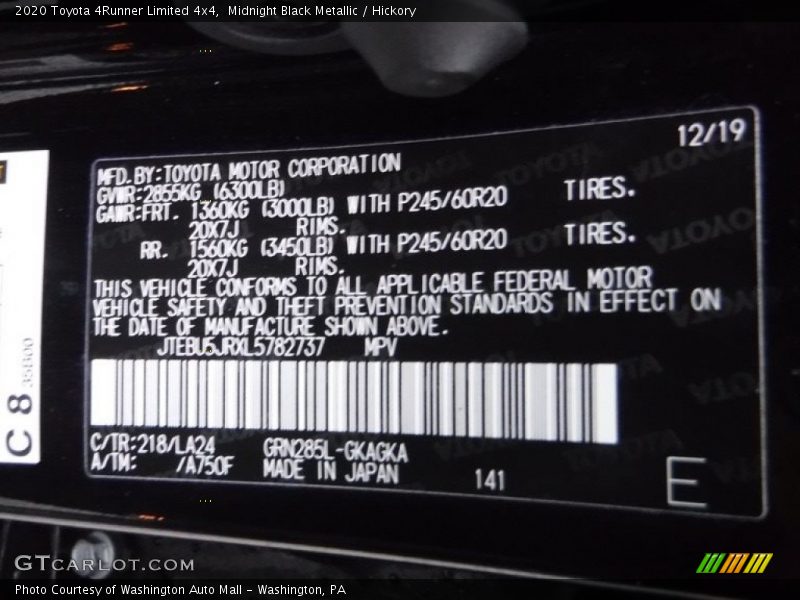 2020 Toyota 4Runner Limited 4x4,  Midnight Black Metallic / Hickory
12/19
MFD.BY:TOYOTA MOTOR CORPORATION
GVWR:2855KG (6300LB)
GAWR:FRT. 1360KG (3000LB) WITH P245/60R20 TIRES.
20X7J RIMS.
RR. 1560KG (3450LB) WITH P245/60R20 TIRES.
20X7J RIMS.
THIS VEHICLE CONFORMS TO ALL APPLICABLE FEDERAL MOTOR
VEHICLE SAFETY AND THEFT PREVENTION STANDARDS IN EFFECT ON
THE DATE OF MANUFACTURE SHOWN ABOVE.
JTEBU5JRXL5782737 MPV
C/TR:218/LA24 GRN285L-GKAGKA
A/TM: /A750F MADE IN JAPAN 141
E
C8 35B00
GTCARLOT.COM
Photo Courtesy of Washington Auto Mall - Washington, PA